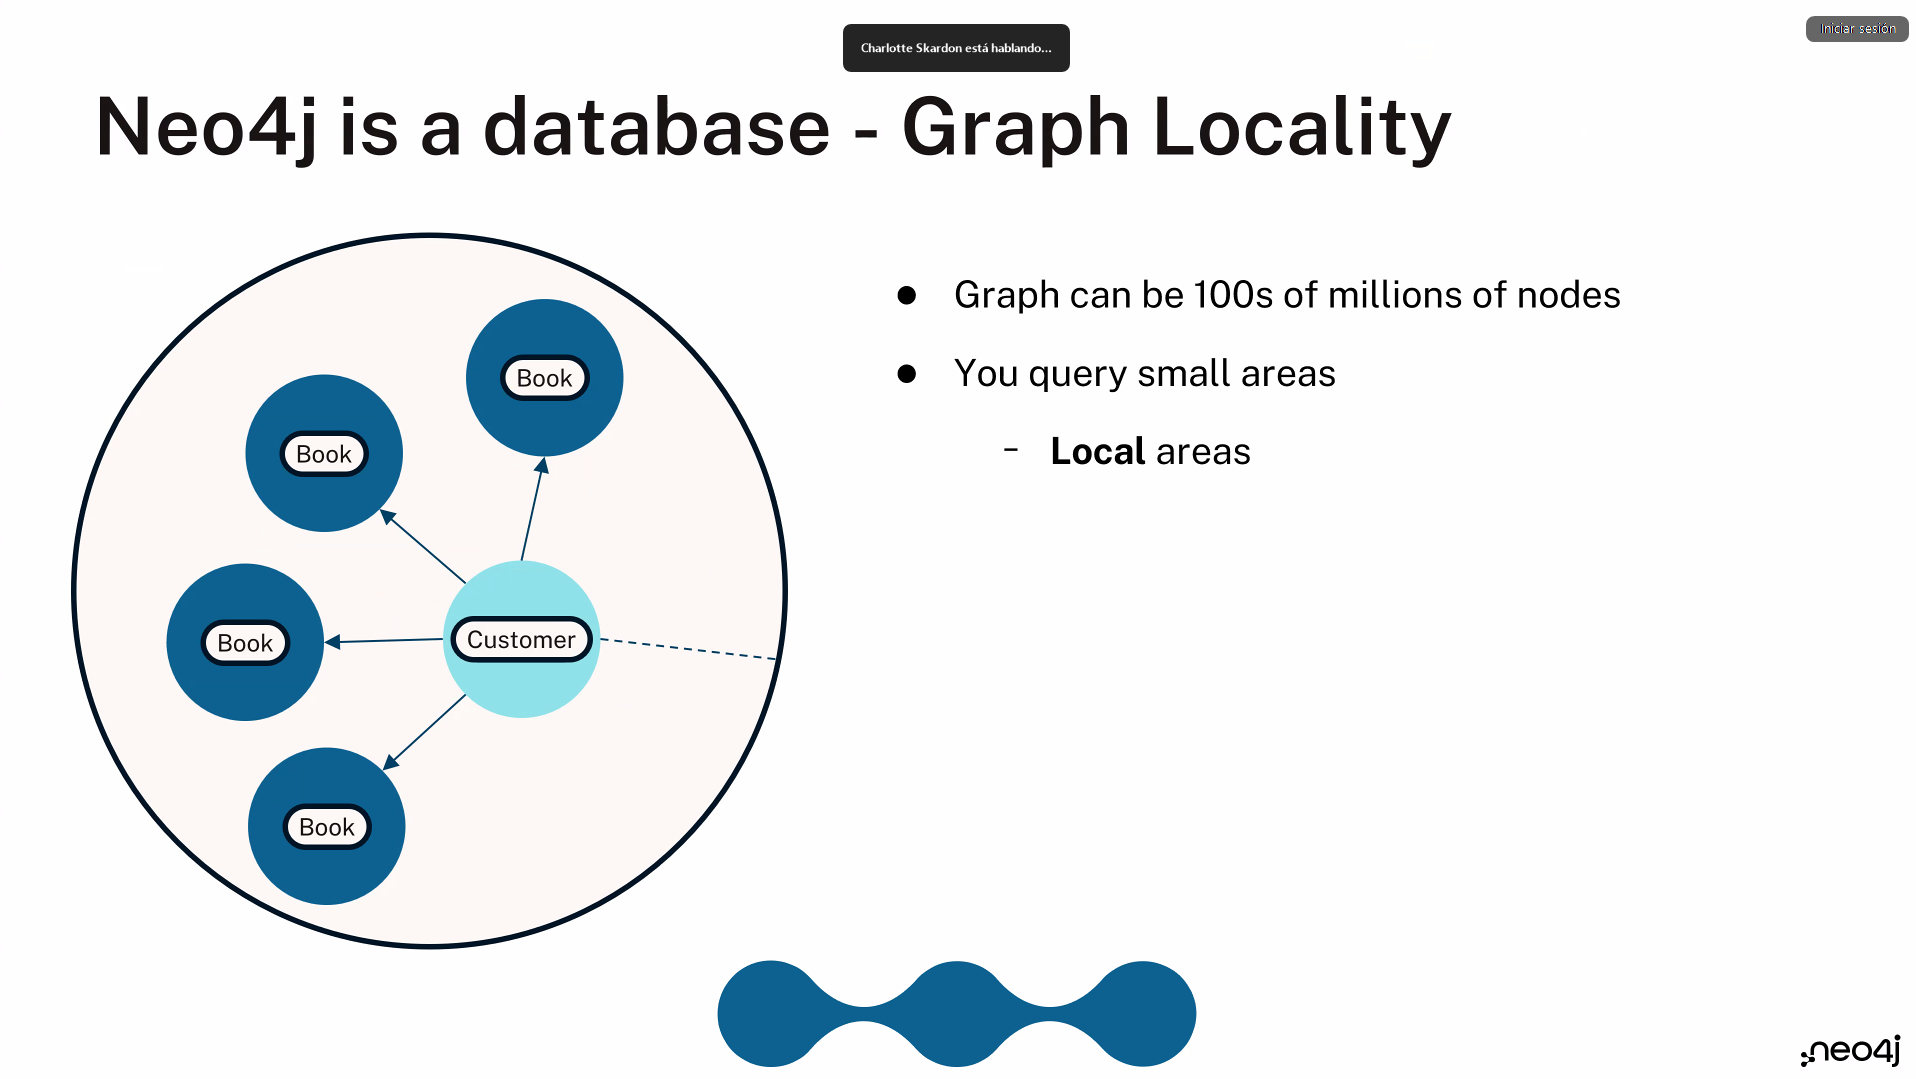 Charlotte Skardon está hablando...
Iniciar sesión
Neo4j is a database - Graph Locality
● Graph can be 100s of millions of nodes
● You query small areas
- Local areas
Book
Book
Book
Customer
Book
neo4j